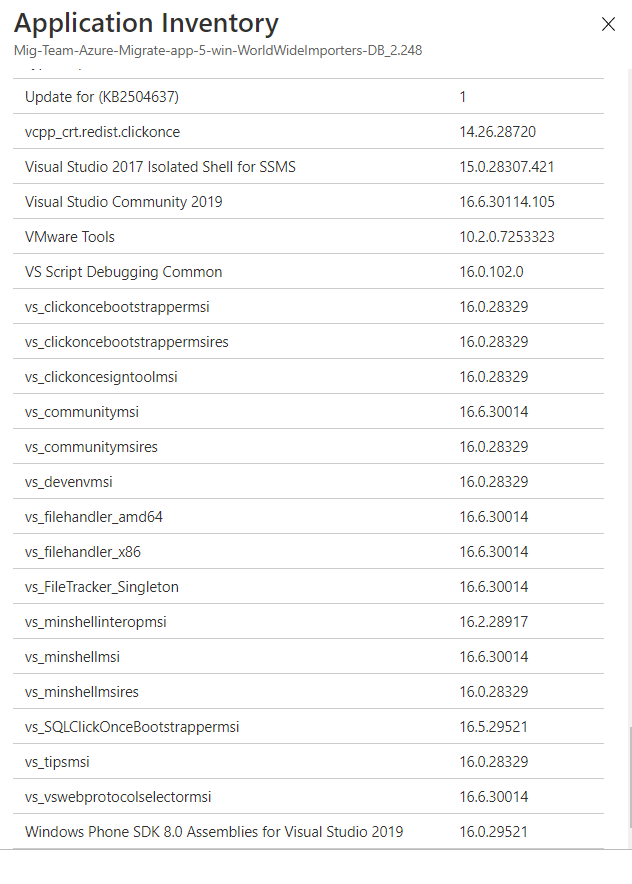 Application Inventory
Mig-Team-Azure-Migrate-app-5-win-WorldWideImporters-DB_2.248
Update for (KB2504637) 1
vcpp_crt.redist.clickonce 14.26.28720
Visual Studio 2017 Isolated Shell for SSMS 15.0.28307.421
Visual Studio Community 2019 16.6.30114.105
VMware Tools 10.2.0.7253323
VS Script Debugging Common 16.0.102.0
vs_clickoncebootstrappermsi 16.0.28329
vs_clickoncebootstrappermsires 16.0.28329
vs_clickoncesigntoolmsi 16.0.28329
vs_communitymsi 16.6.30014
vs_communitymsires 16.0.28329
vs_devenvmsi 16.0.28329
vs_filehandler_amd64 16.6.30014
vs_filehandler_x86 16.6.30014
vs_FileTracker_Singleton 16.6.30014
vs_minshellinteropmsi 16.2.28917
vs_minshellmsi 16.6.30014
vs_minshellmsires 16.0.28329
vs_SQLClickOnceBootstrappermsi 16.5.29521
vs_tipsmsi 16.0.28329
vs_vswebprotocolselectormsi 16.6.30014
Windows Phone SDK 8.0 Assemblies for Visual Studio 2019 16.0.29521